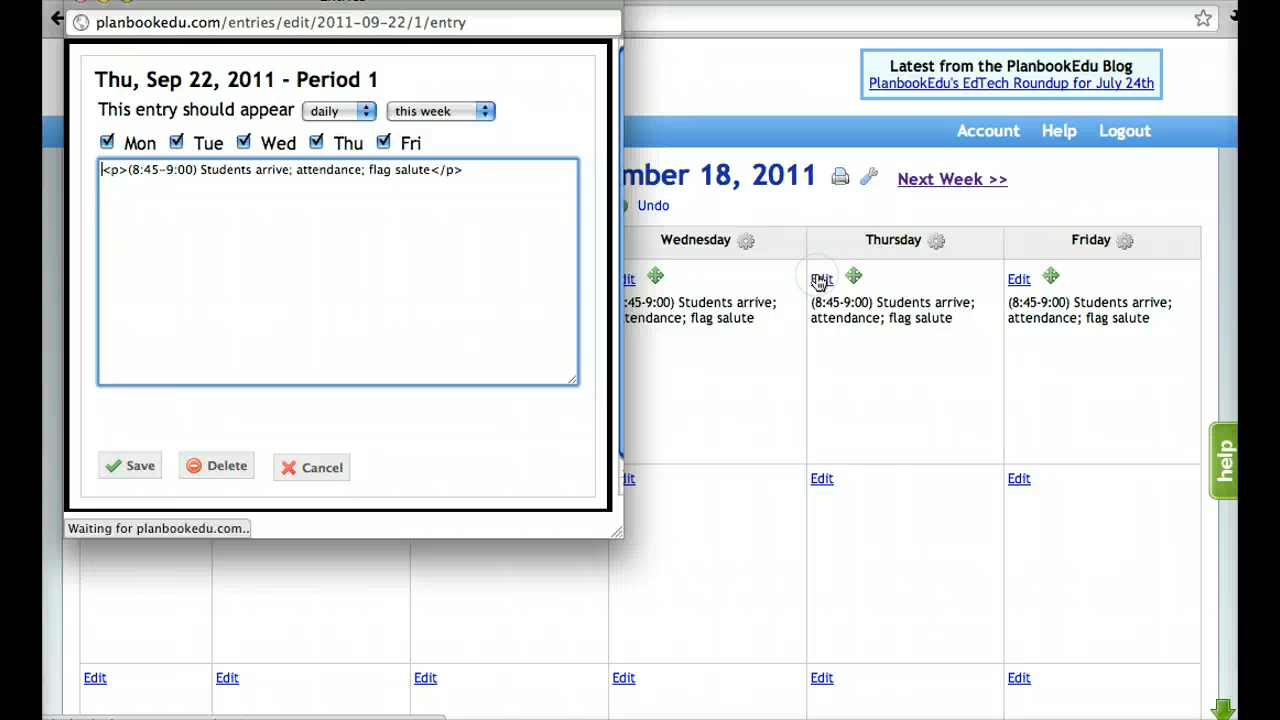 planbookedu.com/entries/edit/2011-09-22/1/entry
Thu, Sep 22, 2011 - Period 1
This entry should appear daily this week
Mon Tue Wed Thu Fri
<p>(8:45-9:00) Students arrive; attendance; flag salute</p>
Save Delete Cancel
Waiting for planbookedu.com..
Latest from the PlanbookEdu Blog
PlanbookEdu's EdTech Roundup for July 24th
Account Help Logout
mber 18, 2011 Next Week >>
Undo
Wednesday Thursday Friday
dit Edit Edit
:45-9:00) Students arrive; (8:45-9:00) Students arrive; (8:45-9:00) Students arrive;
tendance; flag salute attendance; flag salute attendance; flag salute
dit Edit Edit
help
Edit Edit Edit Edit Edit Edit